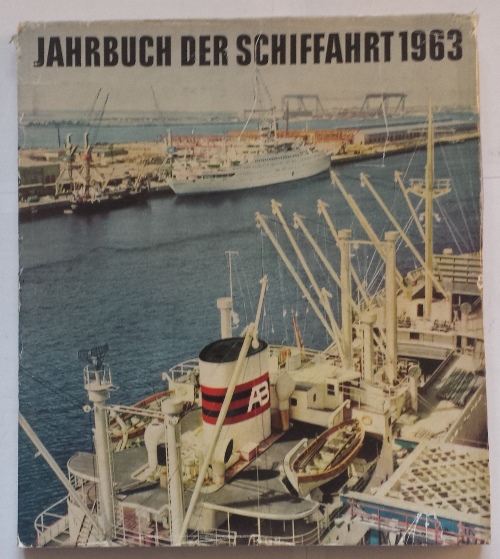 JAHRBUCH DER SCHIFFAHRT 1963
AB